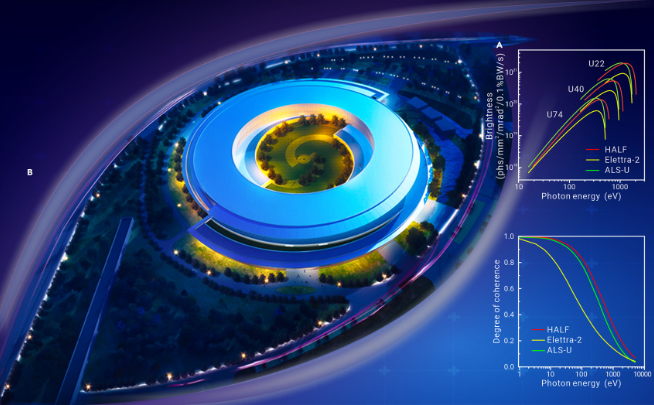 A
B
Brightness
(phs/mm²/mrad²/0.1%BW/s)
U22
U40
U74
HALF
Elettra-2
ALS-U
10 100 1000
Photon energy (eV)
Degree of coherence
1.0
0.8
0.6
0.4
0.2
0.0
HALF
Elettra-2
ALS-U
1 10 100 1000 10000
Photon energy (eV)